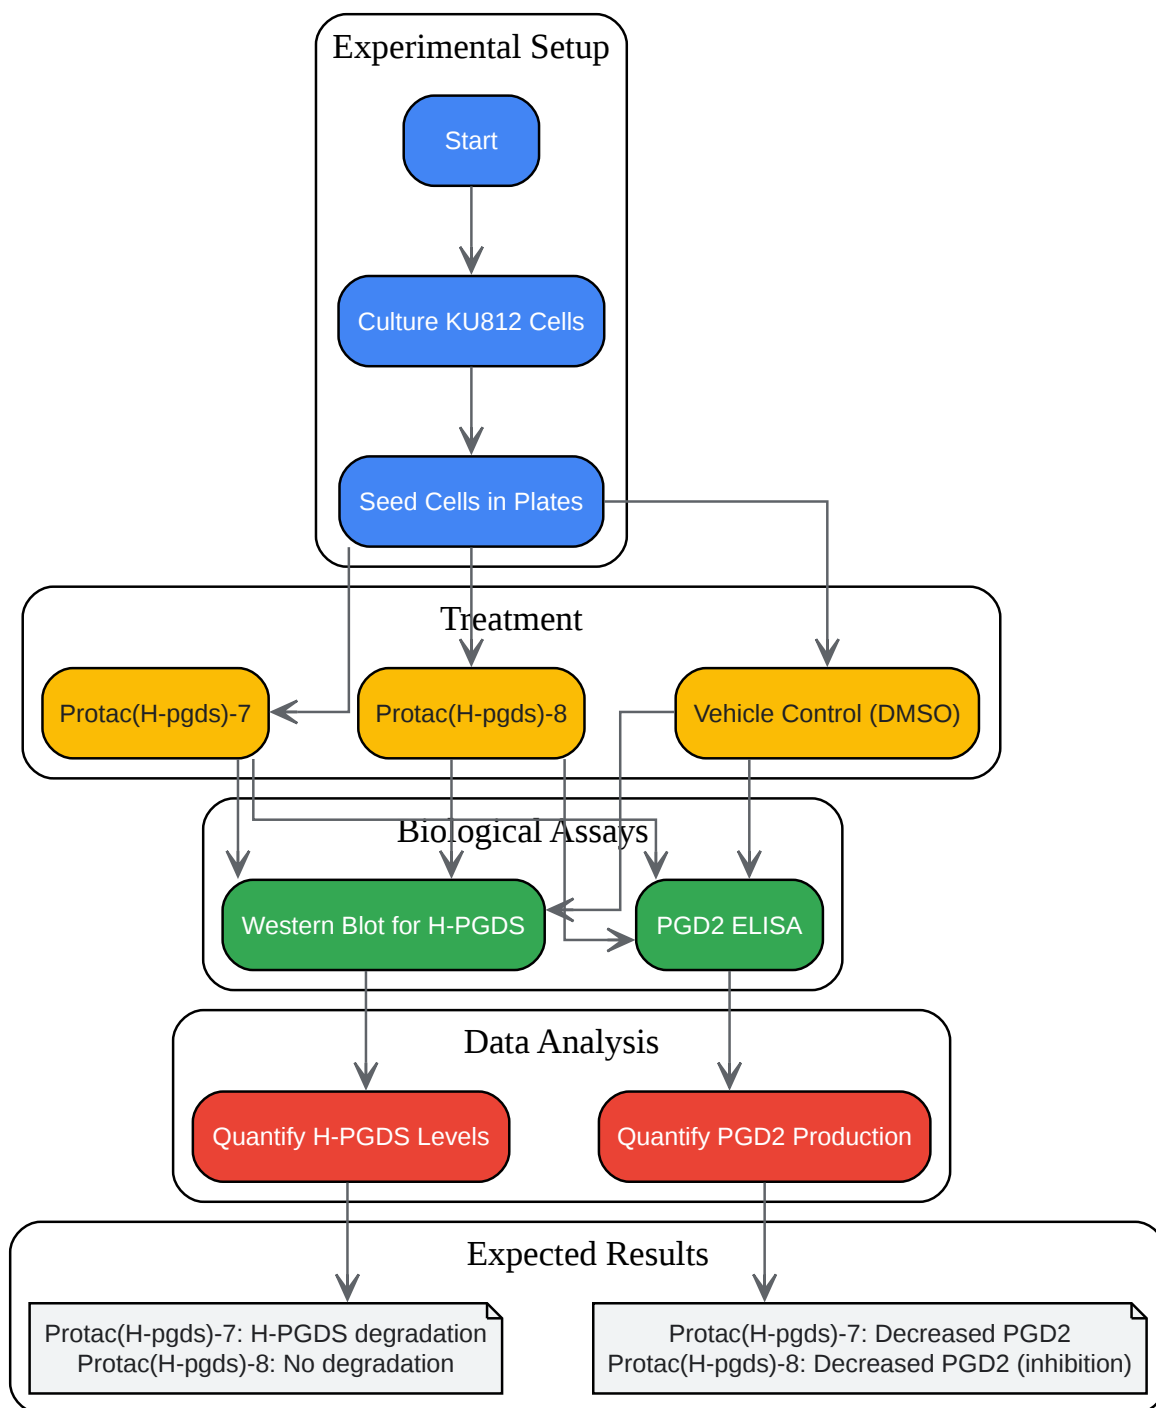 Experimental Setup
Start
Culture KU812 Cells
Seed Cells in Plates
Treatment
Protac(H-pgds)-7
Protac(H-pgds)-8
Vehicle Control (DMSO)
Biological Assays
Western Blot for H-PGDS
PGD2 ELISA
Data Analysis
Quantify H-PGDS Levels
Quantify PGD2 Production
Expected Results
Protac(H-pgds)-7: H-PGDS degradation
Protac(H-pgds)-8: No degradation
Protac(H-pgds)-7: Decreased PGD2
Protac(H-pgds)-8: Decreased PGD2 (inhibition)